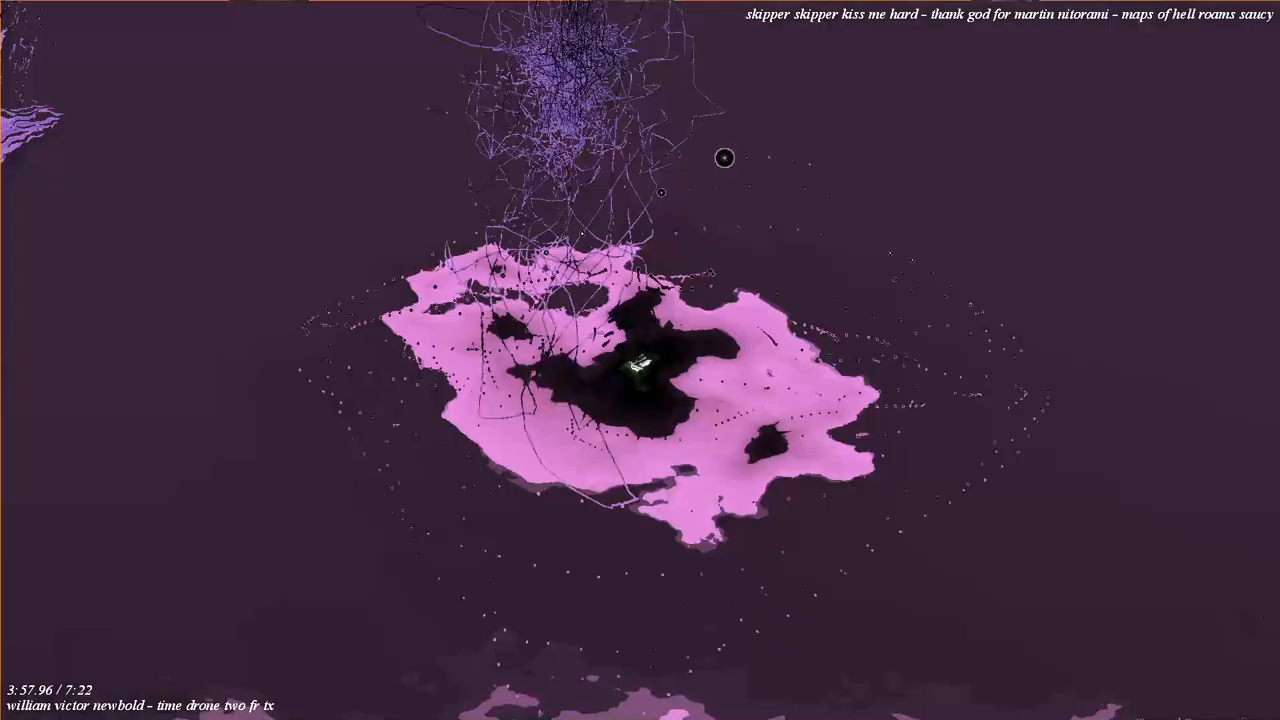 skipper skipper kiss me hard - thank god for martin nitorami - maps of hell roams saucy
3:57.96 / 7:22
william victor newbold - time drone two fr tx